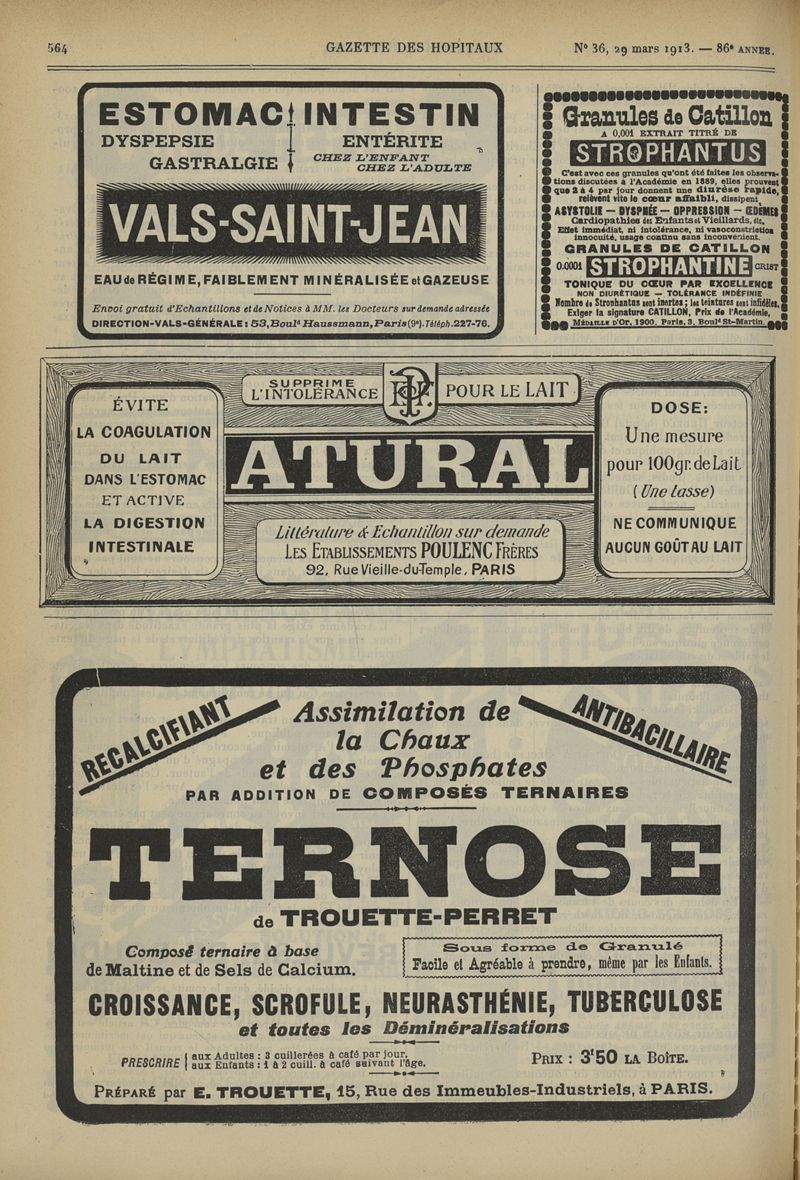 564 GAZETTE DES HOPITAUX Nº 36, 29 mars 1913. — 86e ANNEE.
ESTOMAC INTESTIN
DYSPEPSIE ENTÉRITE
GASTRALGIE CHEZ L'ENFANT
CHEZ L'ADULTE
VALS-SAINT-JEAN
EAU de RÉGIME, FAIBLEMENT MINÉRALISÉE et GAZEUSE
Envoi gratuit d'Echantillons et de Notices à MM. les Docteurs sur demande adressée
DIRECTION-VALS-GÉNÉRALE: 53, Boulᵈ Haussmann, Paris (9ᵉ). Téléph. 227-76.
Granules de Catillon
A 0,001 EXTRAIT TITRÉ DE
STROPHANTUS
C'est avec ces granules qu'ont été faites les observa-
tions discutées à l'Académie en 1889, elles prouvent
que 2 à 4 par jour donnent une diurèse rapide,
relèvent vite le cœur affaibli, dissipent
ASYSTOLIE — DYSPNÉE — OPPRESSION — ŒDÈMES
Cardiopathies des Enfants et Vieillards, etc.
Effet immédiat, ni intolérance, ni vasoconstriction
innocuité, usage continu sans inconvénient.
GRANULES DE CATILLON
0.0001 STROPHANTINE CRIST
TONIQUE DU CŒUR PAR EXCELLENCE
NON DIURÉTIQUE — TOLÉRANCE INDÉFINIE
Nombre de Strophantus sont inertes; les teintures sont infidèles,
Exiger la signature CATILLON, Prix de l'Académie,
MÉDAILLE D'OR, 1900. Paris, 3, Boulᵈ St-Martin.
SUPPRIME
L'INTOLÉRANCE
PF
POUR LE LAIT
ÉVITE
LA COAGULATION
DU LAIT
DANS L'ESTOMAC
ET ACTIVE
LA DIGESTION
INTESTINALE
ATURAL
Littérature & Echantillon sur demande
LES ETABLISSEMENTS POULENC FRÈRES
92, Rue Vieille-du-Temple, PARIS
DOSE:
Une mesure
pour 100gr. de Lait
(Une tasse)
NE COMMUNIQUE
AUCUN GOÛT AU LAIT
RECALCIFIANT
Assimilation de
la Chaux
et des Phosphates
ANTIBACILLAIRE
PAR ADDITION DE COMPOSÉS TERNAIRES
TERNOSE
de TROUETTE-PERRET
Composé ternaire à base
de Maltine et de Sels de Calcium.
Sous forme de Granulé
Facile et Agréable à prendre, même par les Enfants.
CROISSANCE, SCROFULE, NEURASTHÉNIE, TUBERCULOSE
et toutes les Déminéralisations
PRESCRIRE aux Adultes : 3 cuillerées à café par jour.
aux Enfants : 1 à 2 cuill. à café suivant l'âge.
PRIX : 3ᶠ50 LA BOÎTE.
PRÉPARÉ par E. TROUETTE, 15, Rue des Immeubles-Industriels, à PARIS.